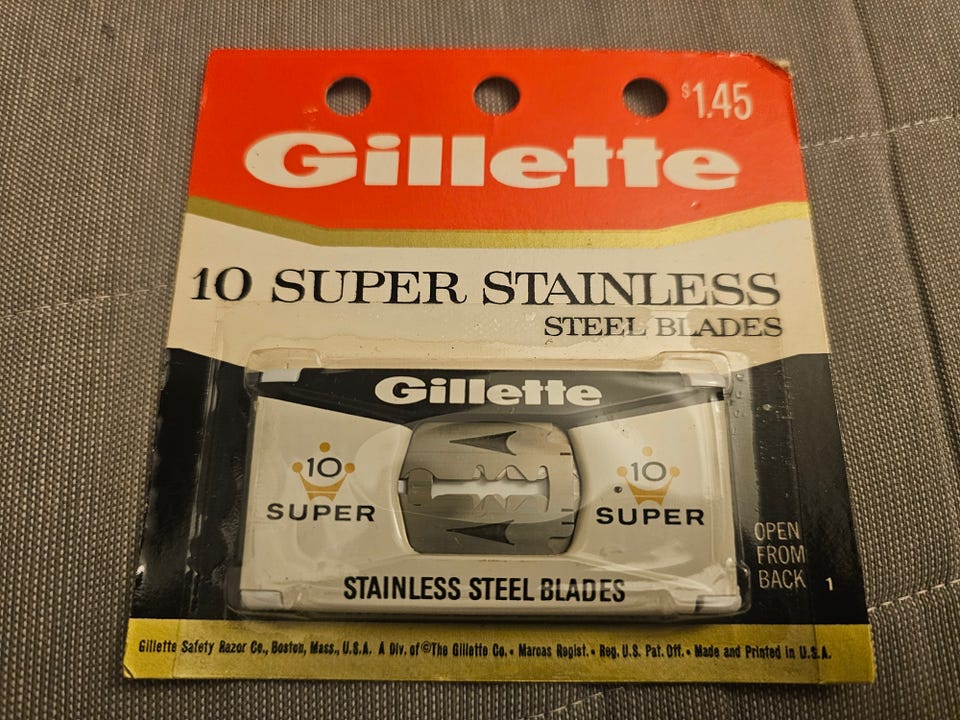 $1.45
Gillette
10 SUPER STAINLESS
STEEL BLADES
Gillette
10
SUPER
10
SUPER
STAINLESS STEEL BLADES
OPEN
FROM
BACK
1
Gillette Safety Razor Co., Boston, Mass., U.S.A. A Div. of ©The Gillette Co. • Marcas Regist. • Reg. U.S. Pat. Off. • Made and Printed in U.S.A.